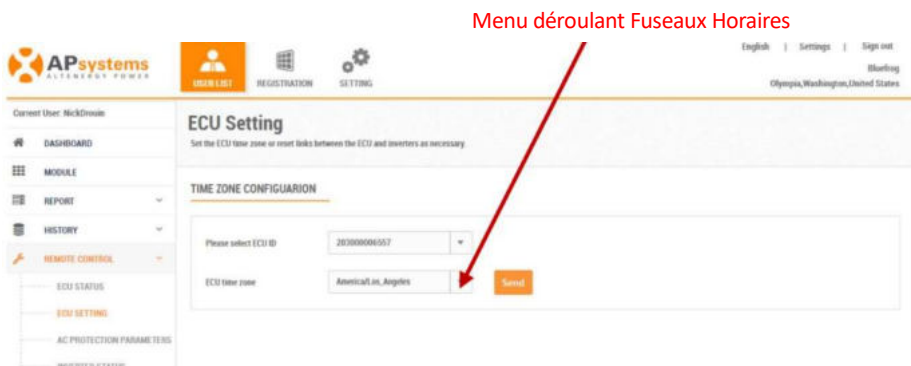 Menu déroulant Fuseaux Horaires
English | Settings | Sign out
APsystems
ALTENERGY POWER
USER LIST
REGISTRATION
SETTING
Bluefrog
Olympia,Washington,United States
Current User: NickDrouin
ECU Setting
Set the ECU time zone or reset links between the ECU and inverters as necessary.
DASHBOARD
MODULE
REPORT
HISTORY
REMOTE CONTROL
ECU STATUS
ECU SETTING
AC PROTECTION PARAMETERS
TIME ZONE CONFIGUARION
Please select ECU ID
203000006557
ECU time zone
America/Los_Angeles
Send